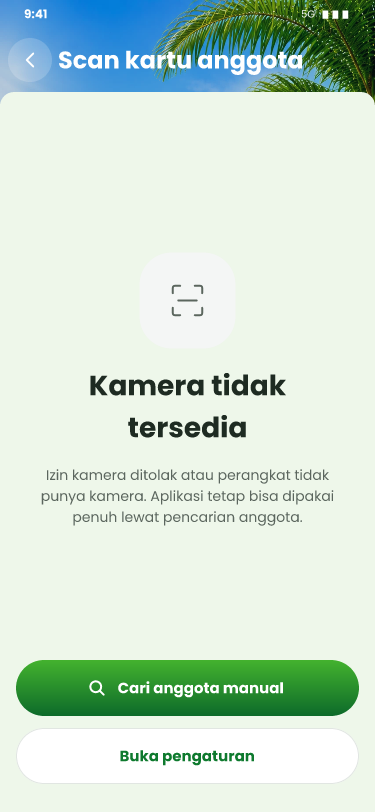 9:41
5G
Scan kartu anggota
Kamera tidak
tersedia
Izin kamera ditolak atau perangkat tidak
punya kamera. Aplikasi tetap bisa dipakai
penuh lewat pencarian anggota.
Cari anggota manual
Buka pengaturan